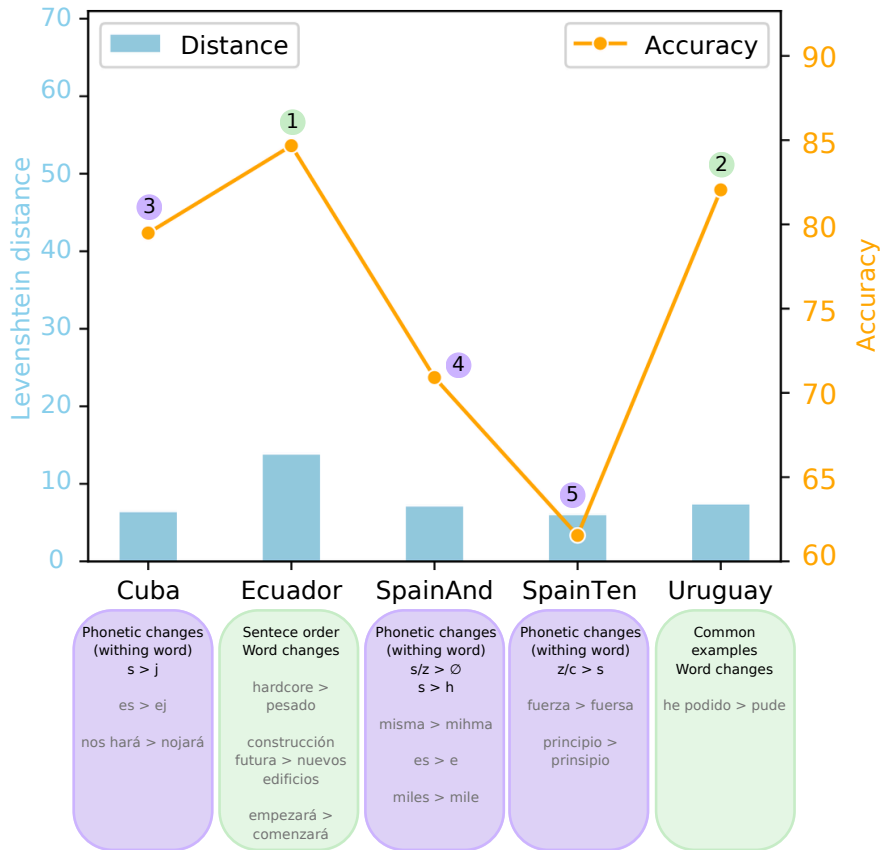 Distance
Accuracy
Levenshtein distance
70
60
50
40
30
20
10
0
90
85
80
75
70
65
60
Accuracy
3
1
4
5
2
Cuba
Ecuador
SpainAnd
SpainTen
Uruguay
Phonetic changes
(withing word)
s > j
es > ej
nos hará > nojará
Sentece order
Word changes
hardcore >
pesado
construcción
futura > nuevos
edificios
empezará >
comenzará
Phonetic changes
(withing word)
s/z > ∅
s > h
misma > mihma
es > e
miles > mile
Phonetic changes
(withing word)
z/c > s
fuerza > fuersa
principio >
prinsipio
Common
examples
Word changes
he podido > pude